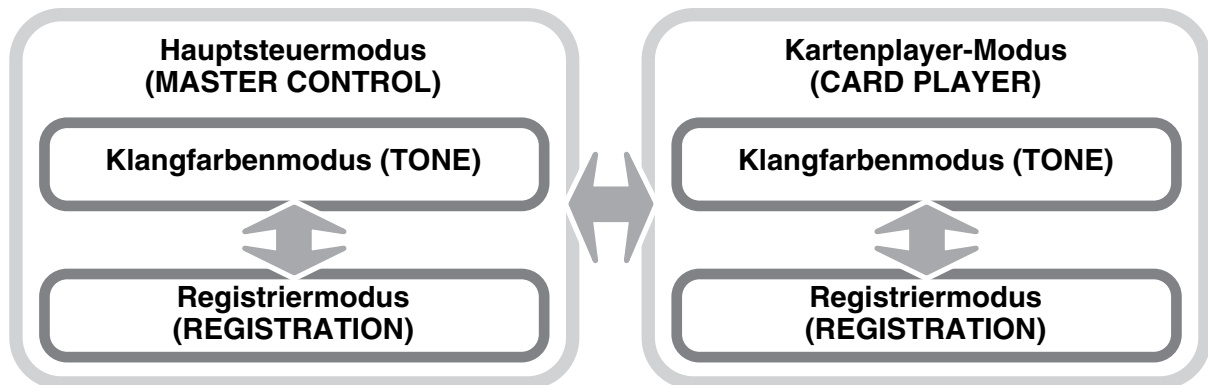 Hauptsteuermodus
(MASTER CONTROL)
Klangfarbenmodus (TONE)
Registriermodus
(REGISTRATION)
Kartenplayer-Modus
(CARD PLAYER)
Klangfarbenmodus (TONE)
Registriermodus
(REGISTRATION)